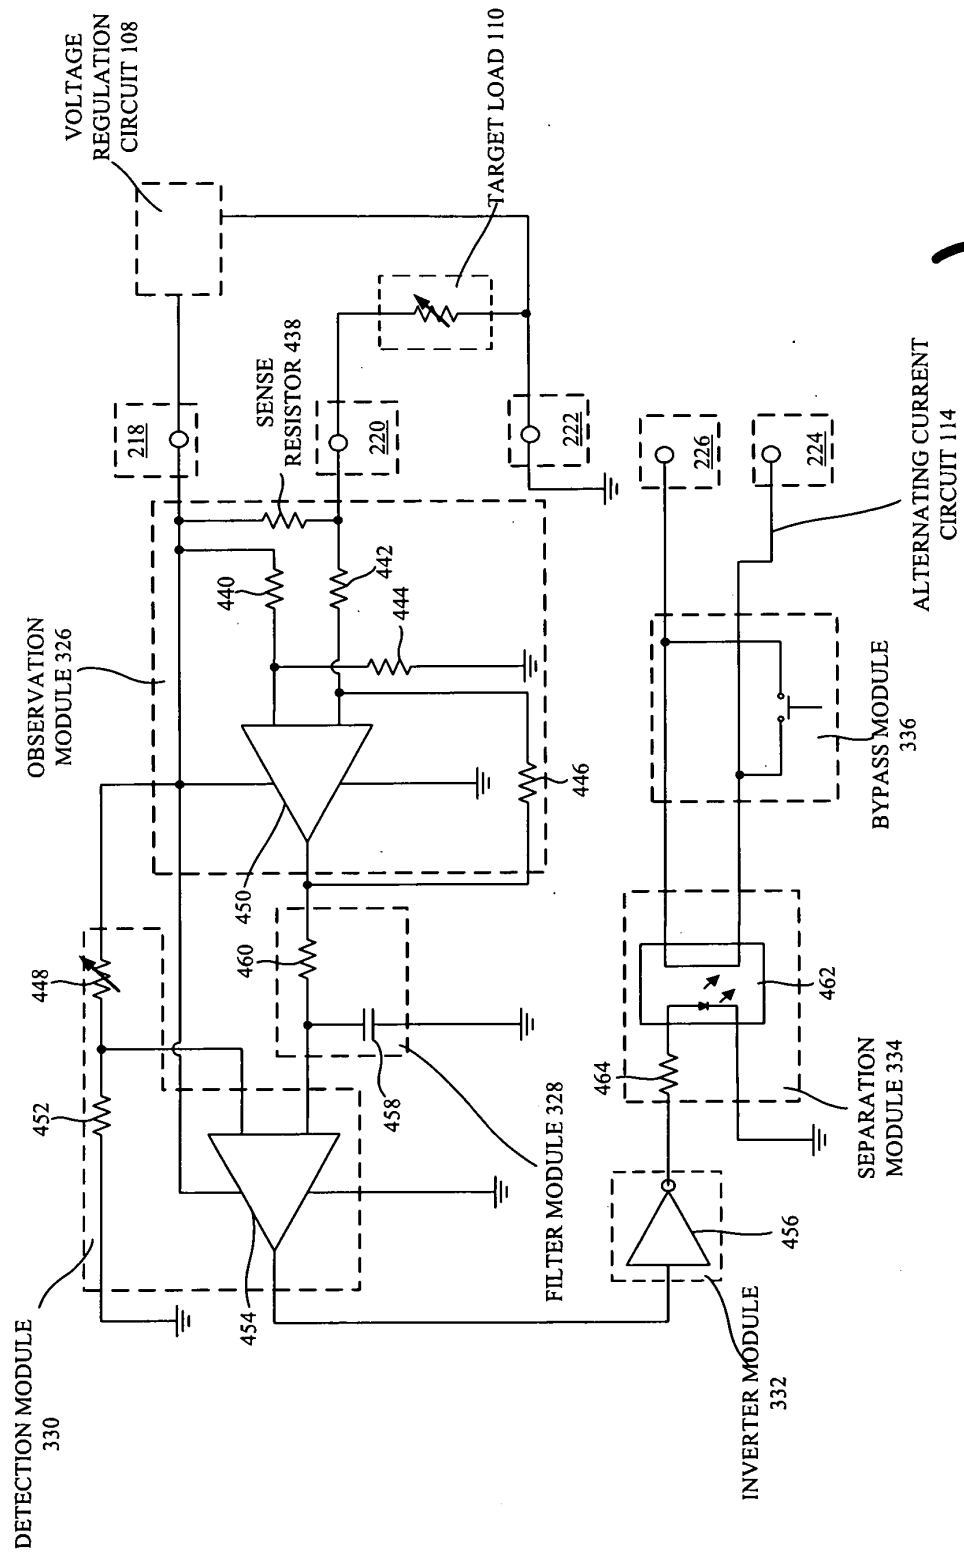 DETECTION MODULE
330
OBSERVATION
MODULE 326
VOLTAGE
REGULATION
CIRCUIT 108
452
448
218
SENSE
RESISTOR 438
TARGET LOAD 110
440
442
444
220
222
450
446
454
460
458
FILTER MODULE 328
INVERTER MODULE
332
456
SEPARATION
MODULE 334
464
462
BYPASS MODULE
336
226
224
ALTERNATING CURRENT
CIRCUIT 114